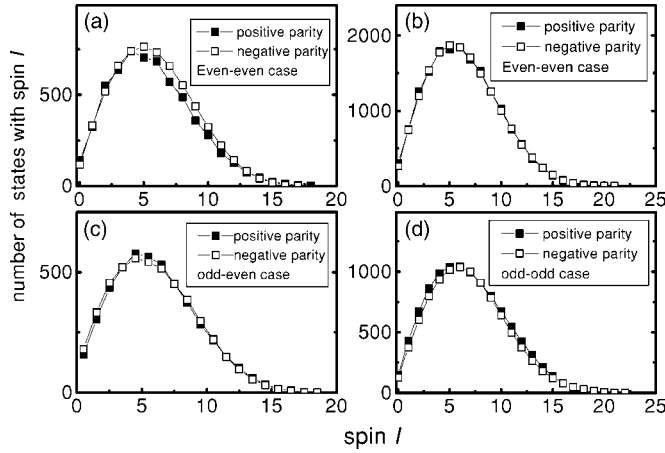 (a)
positive parity
negative parity
Even-even case
500
0
0 5 10 15 20
(b)
positive parity
negative parity
Even-even case
2000
1000
0
0 5 10 15 20 25
(c)
positive parity
negative parity
odd-even case
500
0
0 5 10 15 20
(d)
positive parity
negative parity
odd-odd case
1000
500
0
0 5 10 15 20 25
number of states with spin I
spin I